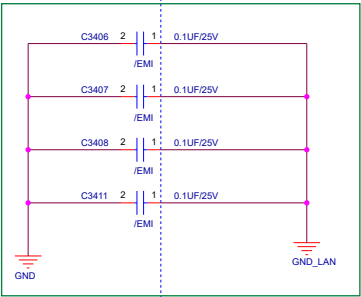 C3406 2 1 0.1UF/25V
/EMI
C3407 2 1 0.1UF/25V
/EMI
C3408 2 1 0.1UF/25V
/EMI
C3411 2 1 0.1UF/25V
/EMI
GND
GND_LAN